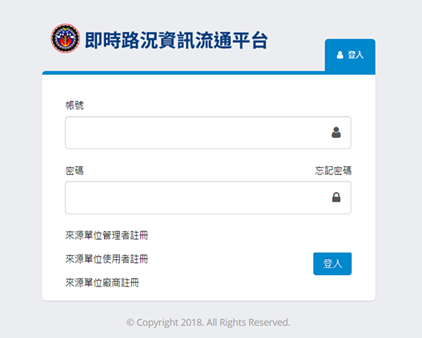 即時路況資訊流通平台
登入
帳號
密碼 忘記密碼
來源單位管理者註冊
來源單位使用者註冊
登入
來源單位廠商註冊
© Copyright 2018. All Rights Reserved.